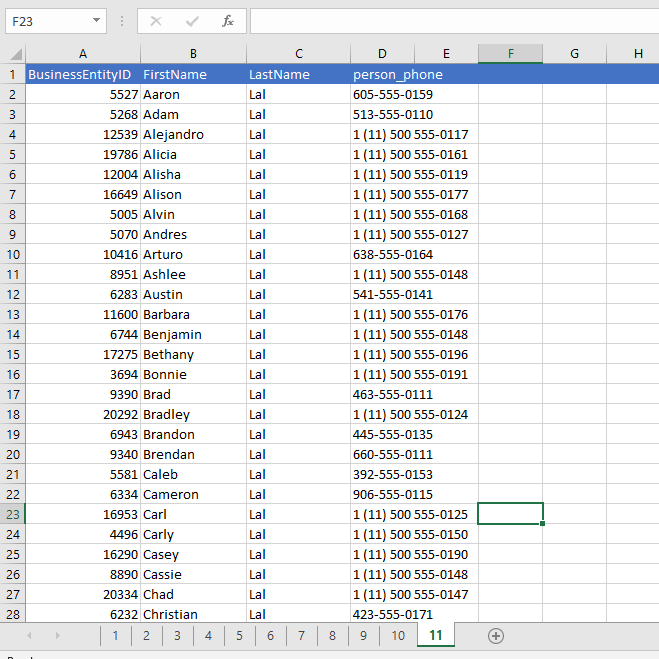 F23 fx
A B C D E F G H
1 BusinessEntityID FirstName LastName person_phone
2 5527 Aaron Lal 605-555-0159
3 5268 Adam Lal 513-555-0110
4 12539 Alejandro Lal 1 (11) 500 555-0117
5 19786 Alicia Lal 1 (11) 500 555-0161
6 12004 Alisha Lal 1 (11) 500 555-0119
7 16649 Alison Lal 1 (11) 500 555-0177
8 5005 Alvin Lal 1 (11) 500 555-0168
9 5070 Andres Lal 1 (11) 500 555-0127
10 10416 Arturo Lal 638-555-0164
11 8951 Ashlee Lal 1 (11) 500 555-0148
12 6283 Austin Lal 541-555-0141
13 11600 Barbara Lal 1 (11) 500 555-0176
14 6744 Benjamin Lal 1 (11) 500 555-0148
15 17275 Bethany Lal 1 (11) 500 555-0196
16 3694 Bonnie Lal 1 (11) 500 555-0191
17 9390 Brad Lal 463-555-0111
18 20292 Bradley Lal 1 (11) 500 555-0124
19 6943 Brandon Lal 445-555-0135
20 9340 Brendan Lal 660-555-0111
21 5581 Caleb Lal 392-555-0153
22 6334 Cameron Lal 906-555-0115
23 16953 Carl Lal 1 (11) 500 555-0125
24 4496 Carly Lal 1 (11) 500 555-0150
25 16290 Casey Lal 1 (11) 500 555-0190
26 8890 Cassie Lal 1 (11) 500 555-0148
27 20334 Chad Lal 1 (11) 500 555-0147
28 6232 Christian Lal 423-555-0171
1 2 3 4 5 6 7 8 9 10 11